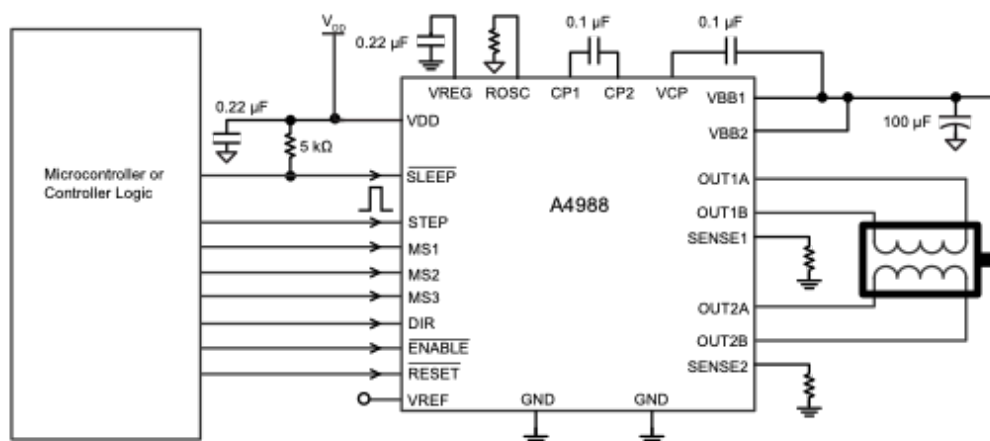 V_DD
0.22 µF
0.1 µF
0.1 µF
VREG
ROSC
CP1
CP2
VCP
VBB1
0.22 µF
VDD
100 µF
VBB2
5 kΩ
Microcontroller or
Controller Logic
SLEEP
OUT1A
A4988
OUT1B
STEP
SENSE1
MS1
MS2
MS3
OUT2A
DIR
OUT2B
ENABLE
SENSE2
RESET
VREF
GND
GND